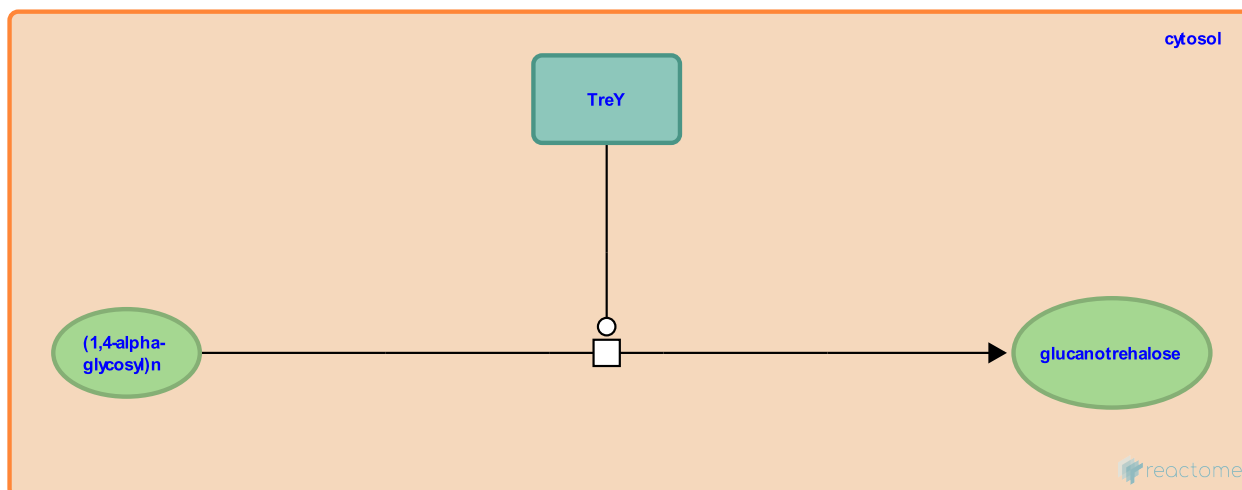 cytosol
TreY
(1,4-alpha-
glycosyl)n
glucanotrehalose
reactome